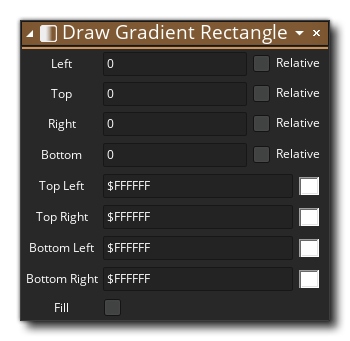 Draw Gradient Rectangle
Left 0 Relative
Top 0 Relative
Right 0 Relative
Bottom 0 Relative
Top Left $FFFFFF
Top Right $FFFFFF
Bottom Left $FFFFFF
Bottom Right $FFFFFF
Fill